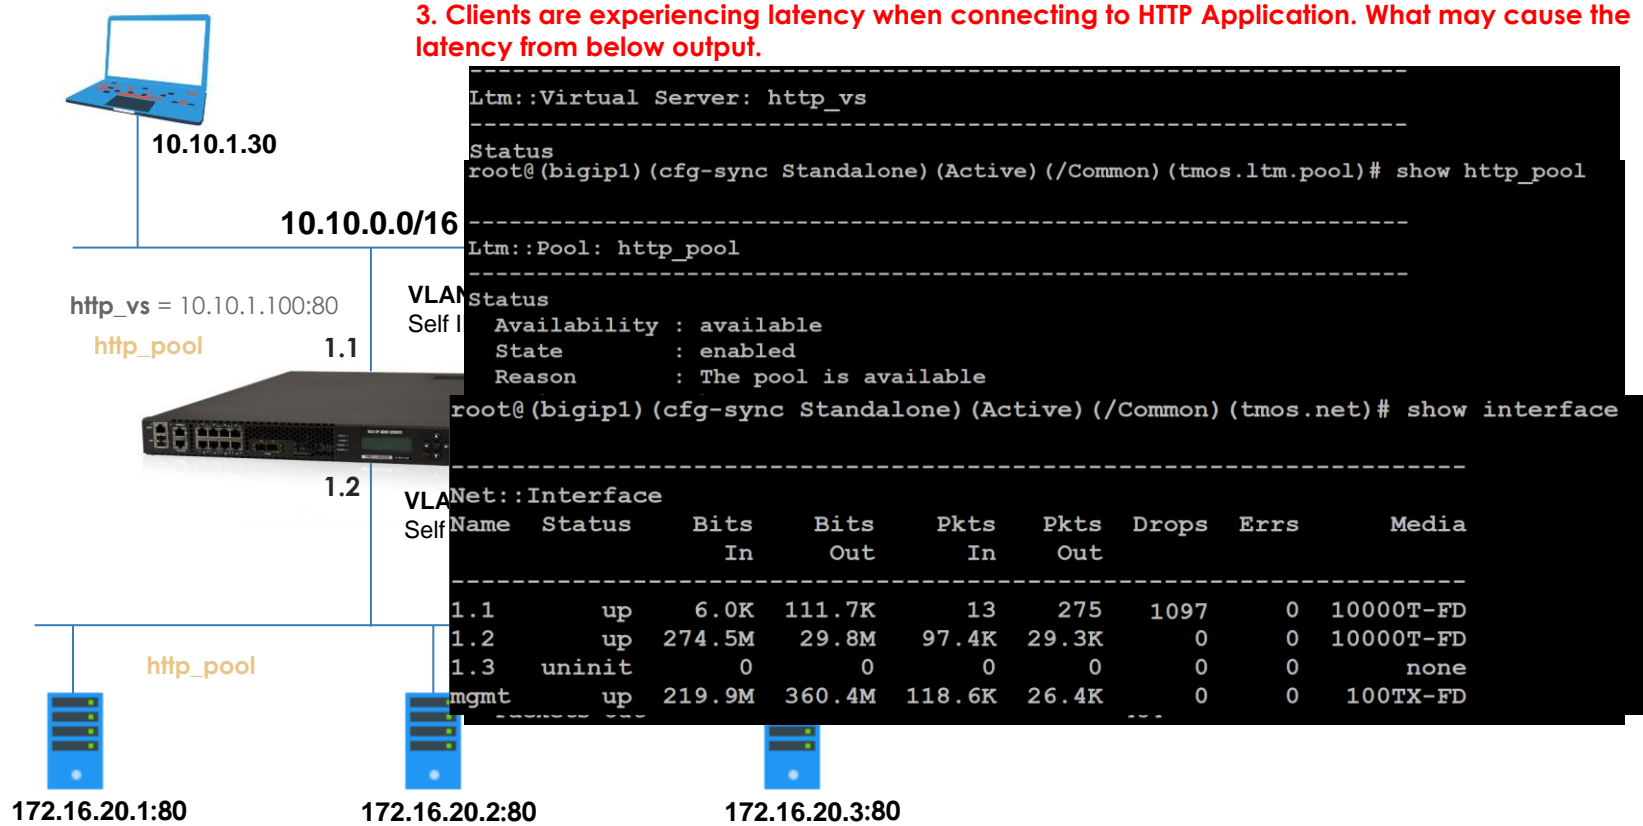 3. Clients are experiencing latency when connecting to HTTP Application. What may cause the
latency from below output.
Ltm::Virtual Server: http_vs
Status
root@(bigip1)(cfg-sync Standalone)(Active)(/Common)(tmos.ltm.pool)# show http_pool
Ltm::Pool: http_pool
Status
Availability : available
State : enabled
Reason : The pool is available
root@(bigip1)(cfg-sync Standalone)(Active)(/Common)(tmos.net)# show interface
Net::Interface
Name Status Bits Bits Pkts Pkts Drops Errs Media
In Out In Out
1.1 up 6.0K 111.7K 13 275 1097 0 10000T-FD
1.2 up 274.5M 29.8M 97.4K 29.3K 0 0 10000T-FD
1.3 uninit 0 0 0 0 0 0 none
mgmt up 219.9M 360.4M 118.6K 26.4K 0 0 100TX-FD
10.10.1.30
10.10.0.0/16
http_vs = 10.10.1.100:80
http_pool
1.1
VLAN
Self I
1.2
VLA
Self
http_pool
172.16.20.1:80
172.16.20.2:80
172.16.20.3:80